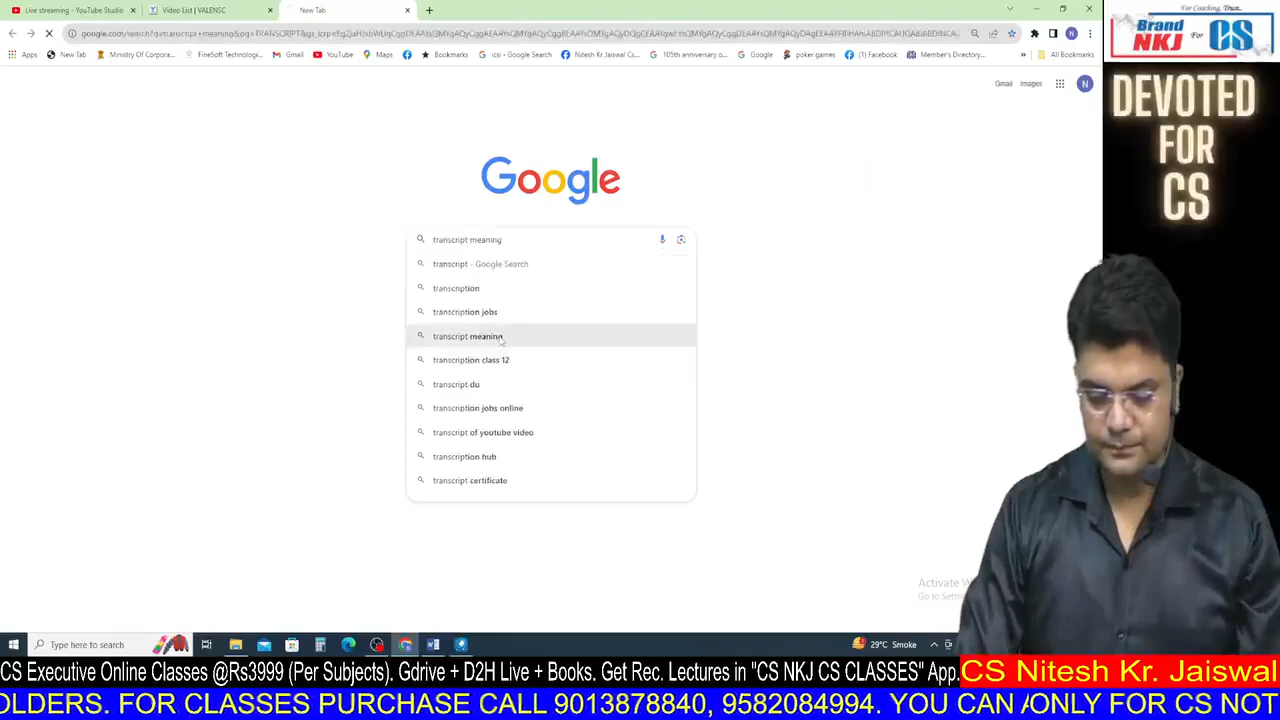 Live streaming - YouTube Studio
Video List | VALENSC
New Tab
Apps
New Tab
Gmail
YouTube
Maps
Bookmarks
FineSoft Technologi...
icsi - Google Search
Nitesh Kr Jaiswal Cs...
105th anniversary o...
Google
poker games
(1) Facebook
Member's Directory...
»
All Bookmarks
Gmail
Images
N
Google
transcript meaning
transcript - Google Search
transcription
transcription jobs
transcript meaning
transcription class 12
transcript du
transcription jobs online
transcript of youtube video
transcription hub
transcript certificate
Activate W
Go to Setti
Type here to search
29°C Smoke
For Coaching, Trust...
Brand
NKJ For CS
DEVOTED
FOR
CS
CS Executive Online Classes @Rs3999 (Per Subjects). Gdrive + D2H Live + Books. Get Rec. Lectures in "CS NKJ CS CLASSES" App.
CS Nitesh Kr. Jaiswal
OLDERS. FOR CLASSES PURCHASE CALL 9013878840, 9582084994. YOU CAN /ONLY FOR CS NOT